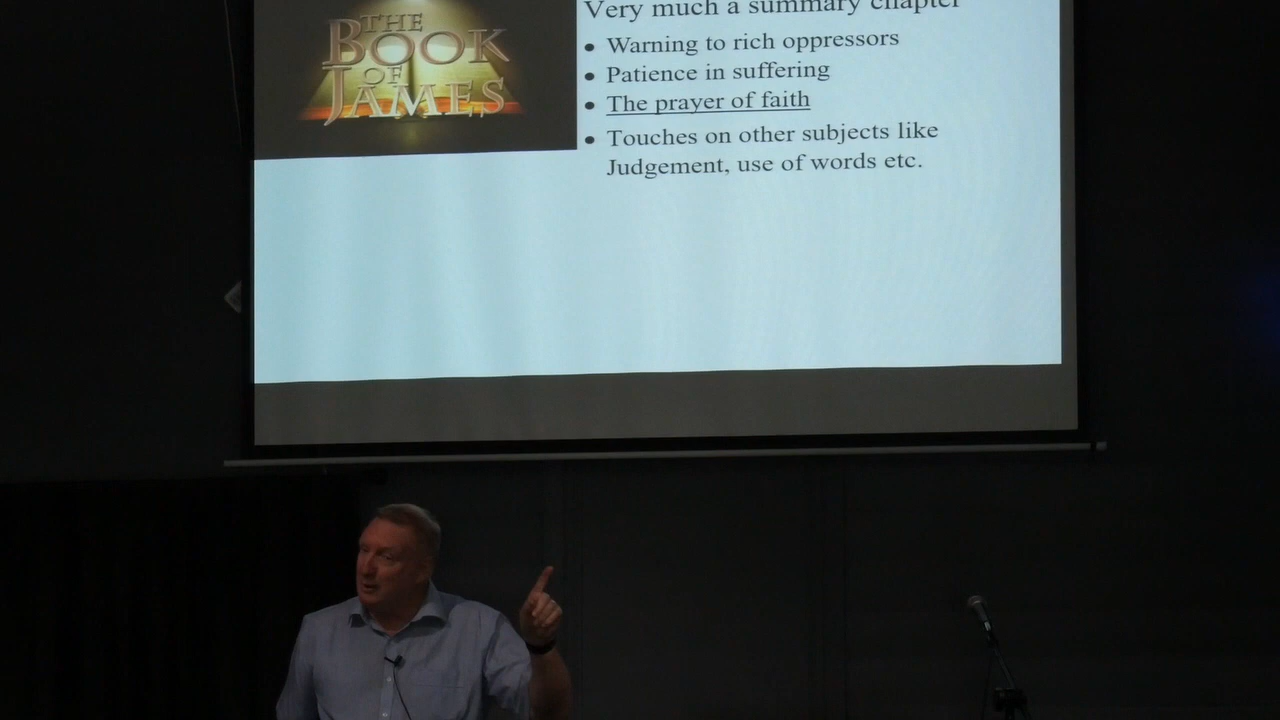 THE
BOOK
OF
JAMES
Very much a summary chapter
• Warning to rich oppressors
• Patience in suffering
• The prayer of faith
• Touches on other subjects like
Judgement, use of words etc.